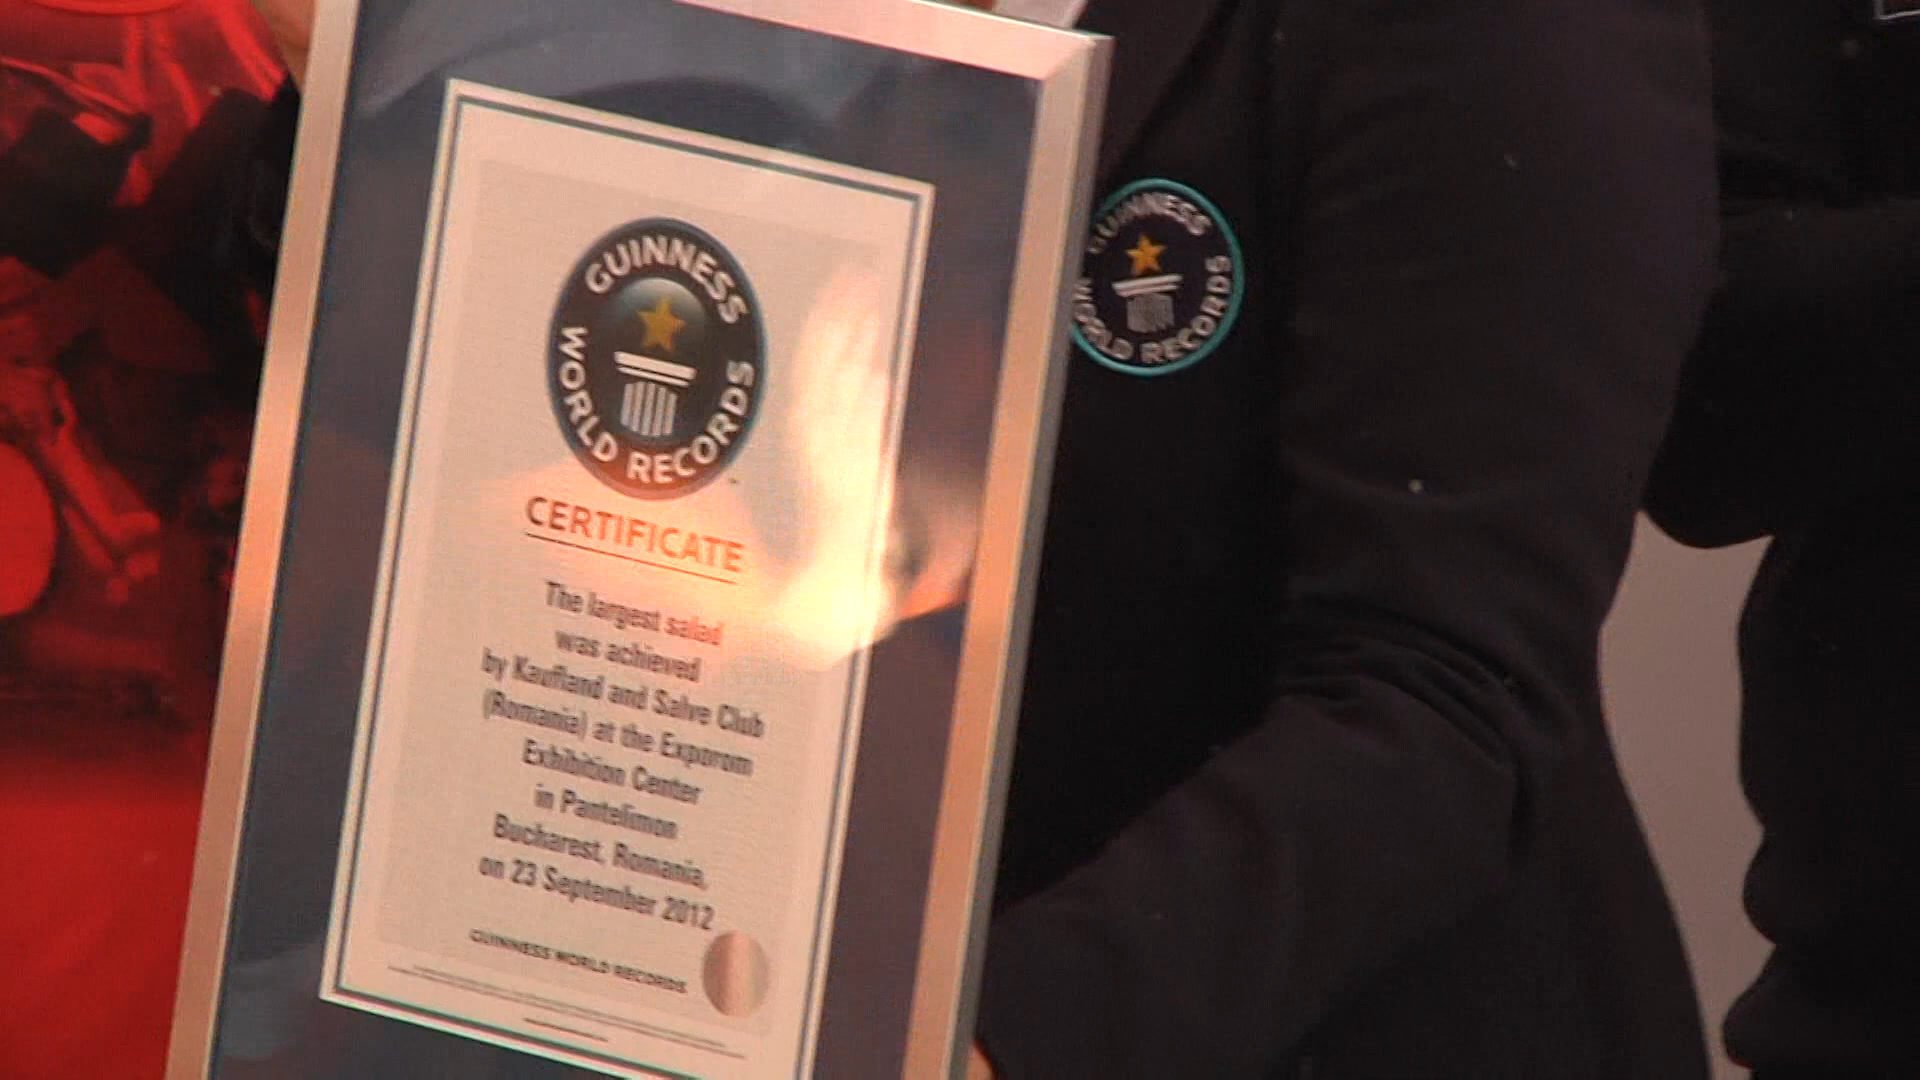 GUINNESS
WORLD RECORDS
CERTIFICATE
The largest salad
was achieved
by Kaufland and Salve Club
(Romania) at the Exporom
Exhibition Center
in Pantelimon
Bucharest, Romania,
on 23 September 2012
GUINNESS WORLD RECORDS
GUINNESS
WORLD RECORDS